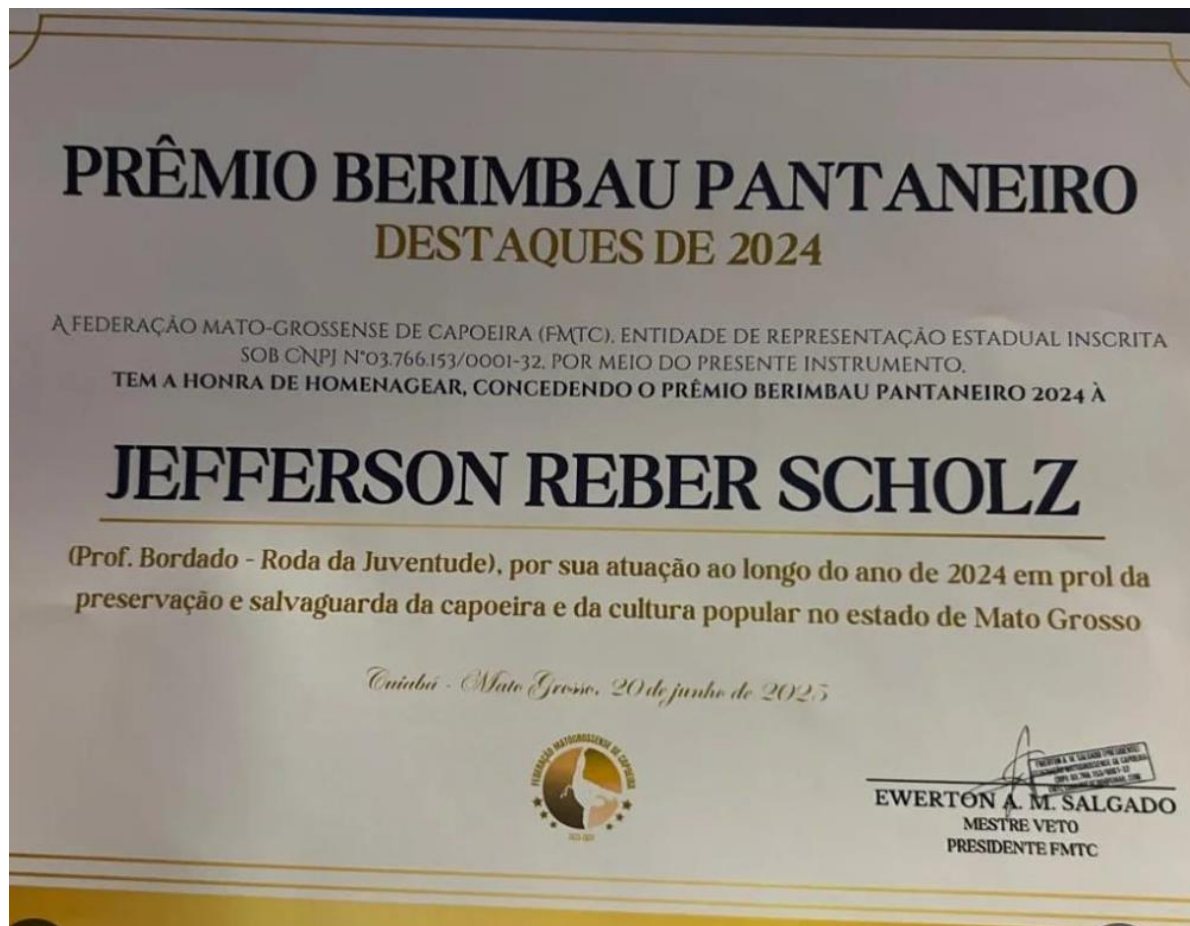 PRÊMIO BERIMBAU PANTANEIRO
DESTAQUES DE 2024
A FEDERAÇÃO MATO-GROSSENSE DE CAPOEIRA (FMTC), ENTIDADE DE REPRESENTAÇÃO ESTADUAL INSCRITA
SOB CNPJ Nº03.766.153/0001-32, POR MEIO DO PRESENTE INSTRUMENTO,
TEM A HONRA DE HOMENAGEAR, CONCEDENDO O PRÊMIO BERIMBAU PANTANEIRO 2024 À
JEFFERSON REBER SCHOLZ
(Prof. Bordado - Roda da Juventude), por sua atuação ao longo do ano de 2024 em prol da
preservação e salvaguarda da capoeira e da cultura popular no estado de Mato Grosso
Cuiabá - Mato Grosso, 20 de junho de 2025
FEDERAÇÃO MATOGROSSENSE DE CAPOEIRA
EWERTON A. M. SALGADO
MESTRE VETO
PRESIDENTE FMTC